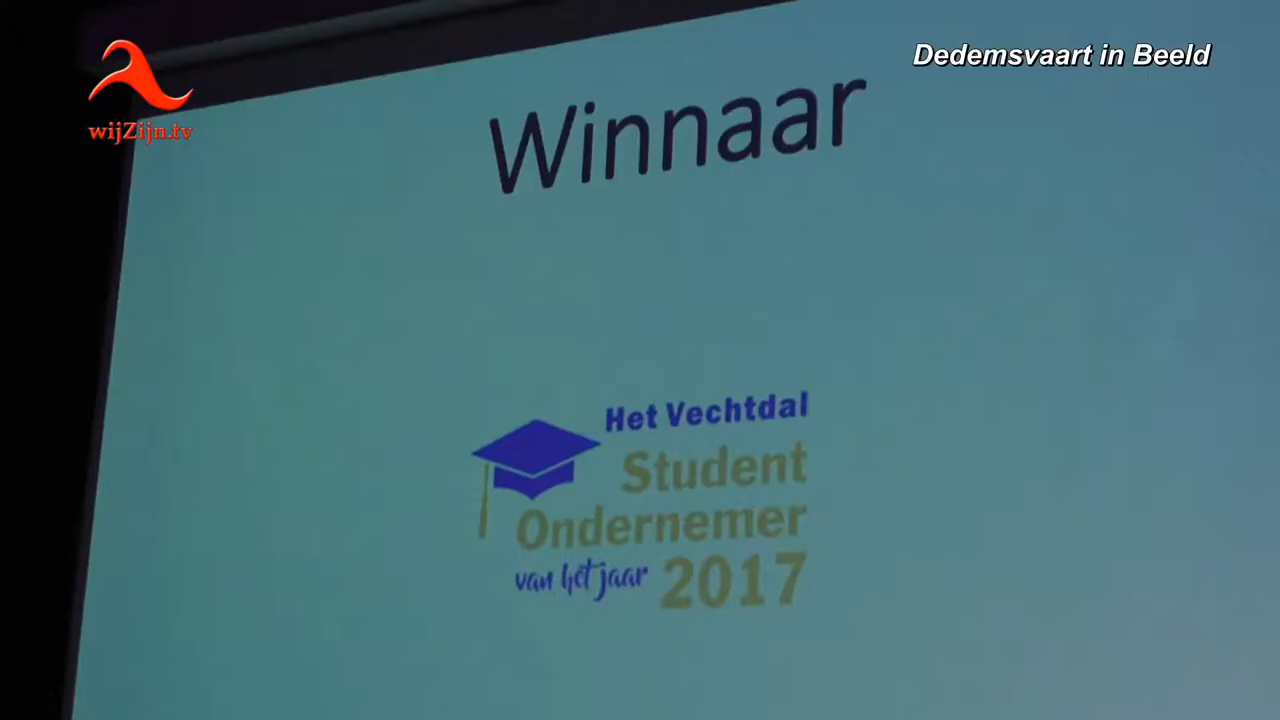 Dedemsvaart in Beeld
wijZijn.tv
Winnaar
Het Vechtdal
Student
Ondernemer
van het jaar 2017